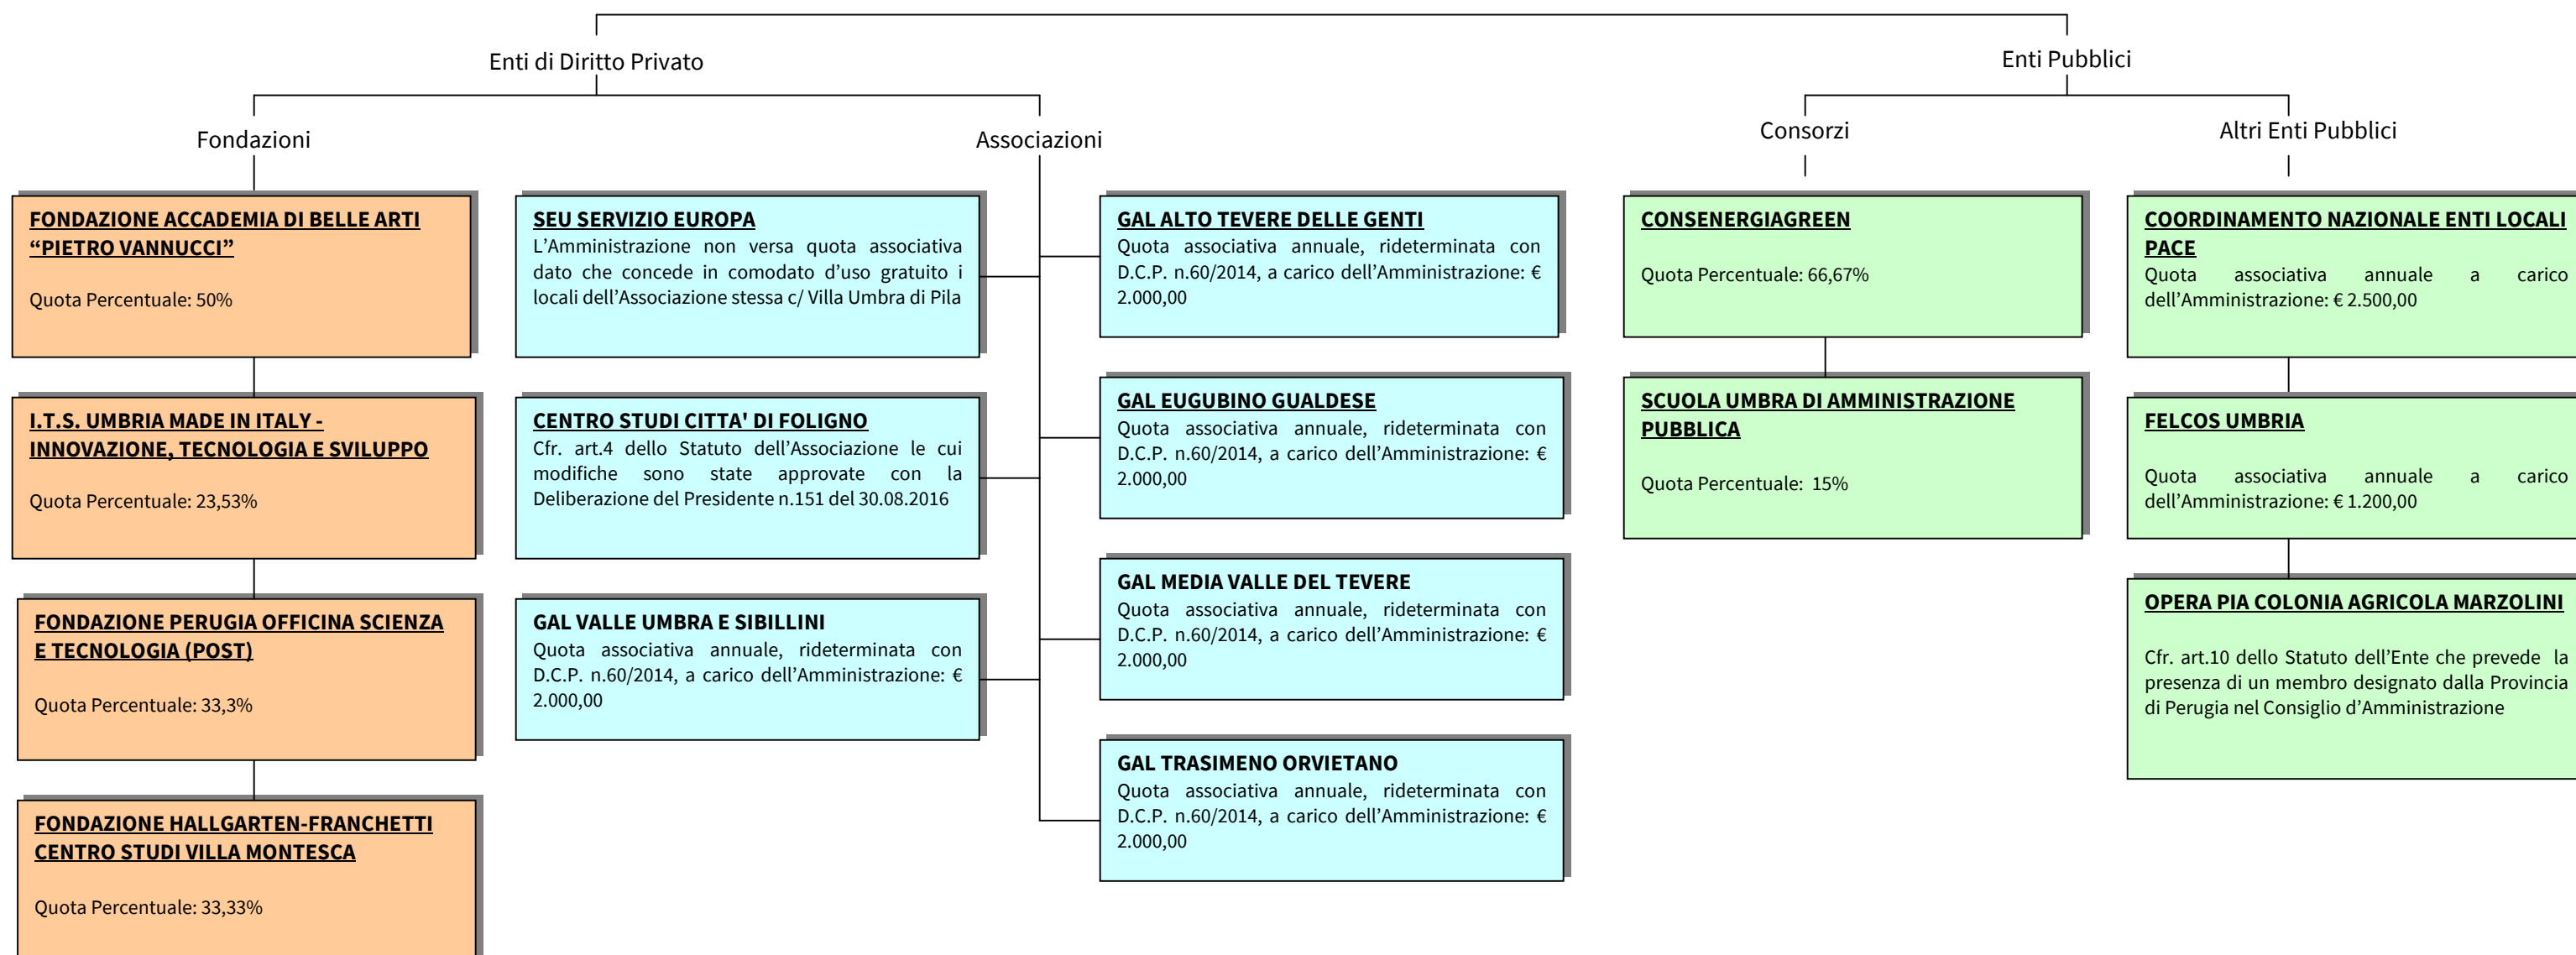 Enti di Diritto Privato
Enti Pubblici
Fondazioni
Associazioni
Consorzi
Altri Enti Pubblici
FONDAZIONE ACCADEMIA DI BELLE ARTI
“PIETRO VANNUCCI”
Quota Percentuale: 50%
I.T.S. UMBRIA MADE IN ITALY -
INNOVAZIONE, TECNOLOGIA E SVILUPPO
Quota Percentuale: 23,53%
FONDAZIONE PERUGIA OFFICINA SCIENZA
E TECNOLOGIA (POST)
Quota Percentuale: 33,3%
FONDAZIONE HALLGARTEN-FRANCHETTI
CENTRO STUDI VILLA MONTESCA
Quota Percentuale: 33,33%
SEU SERVIZIO EUROPA
L’Amministrazione non versa quota associativa
dato che concede in comodato d’uso gratuito i
locali dell’Associazione stessa c/ Villa Umbra di Pila
CENTRO STUDI CITTA' DI FOLIGNO
Cfr. art.4 dello Statuto dell’Associazione le cui
modifiche sono state approvate con la
Deliberazione del Presidente n.151 del 30.08.2016
GAL VALLE UMBRA E SIBILLINI
Quota associativa annuale, rideterminata con
D.C.P. n.60/2014, a carico dell’Amministrazione: €
2.000,00
GAL ALTO TEVERE DELLE GENTI
Quota associativa annuale, rideterminata con
D.C.P. n.60/2014, a carico dell’Amministrazione: €
2.000,00
GAL EUGUBINO GUALDESE
Quota associativa annuale, rideterminata con
D.C.P. n.60/2014, a carico dell’Amministrazione: €
2.000,00
GAL MEDIA VALLE DEL TEVERE
Quota associativa annuale, rideterminata con
D.C.P. n.60/2014, a carico dell’Amministrazione: €
2.000,00
GAL TRASIMENO ORVIETANO
Quota associativa annuale, rideterminata con
D.C.P. n.60/2014, a carico dell’Amministrazione: €
2.000,00
CONSENERGIAGREEN
Quota Percentuale: 66,67%
SCUOLA UMBRA DI AMMINISTRAZIONE
PUBBLICA
Quota Percentuale: 15%
COORDINAMENTO NAZIONALE ENTI LOCALI
PACE
Quota associativa annuale a carico
dell’Amministrazione: € 2.500,00
FELCOS UMBRIA
Quota associativa annuale a carico
dell’Amministrazione: € 1.200,00
OPERA PIA COLONIA AGRICOLA MARZOLINI
Cfr. art.10 dello Statuto dell’Ente che prevede la
presenza di un membro designato dalla Provincia
di Perugia nel Consiglio d’Amministrazione